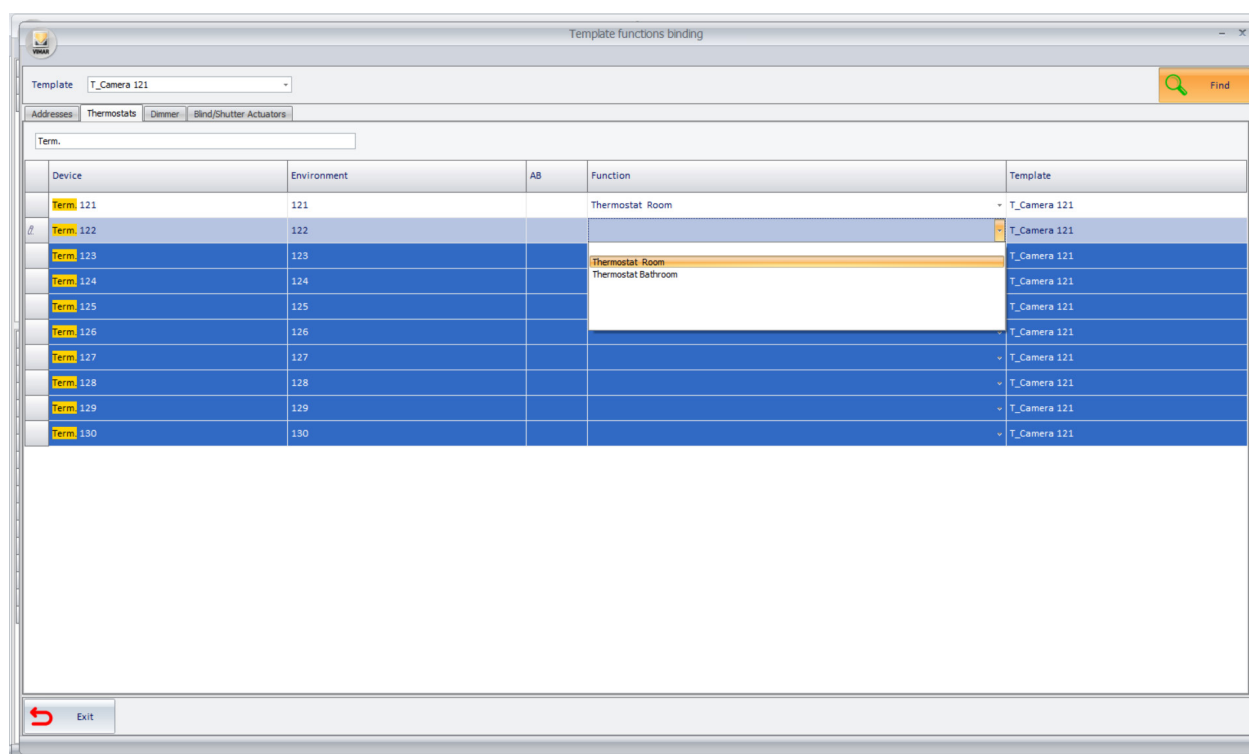 Template functions binding
VIMAR
Template T_Camera 121 Find
Addresses Thermostats Dimmer Blind/Shutter Actuators
Term.
Device Environment AB Function Template
Term. 121 121 Thermostat Room T_Camera 121
Term. 122 122 T_Camera 121
Term. 123 123 Thermostat Room T_Camera 121
Thermostat Bathroom
Term. 124 124 T_Camera 121
Term. 125 125 T_Camera 121
Term. 126 126 T_Camera 121
Term. 127 127 T_Camera 121
Term. 128 128 T_Camera 121
Term. 129 129 T_Camera 121
Term. 130 130 T_Camera 121
Exit